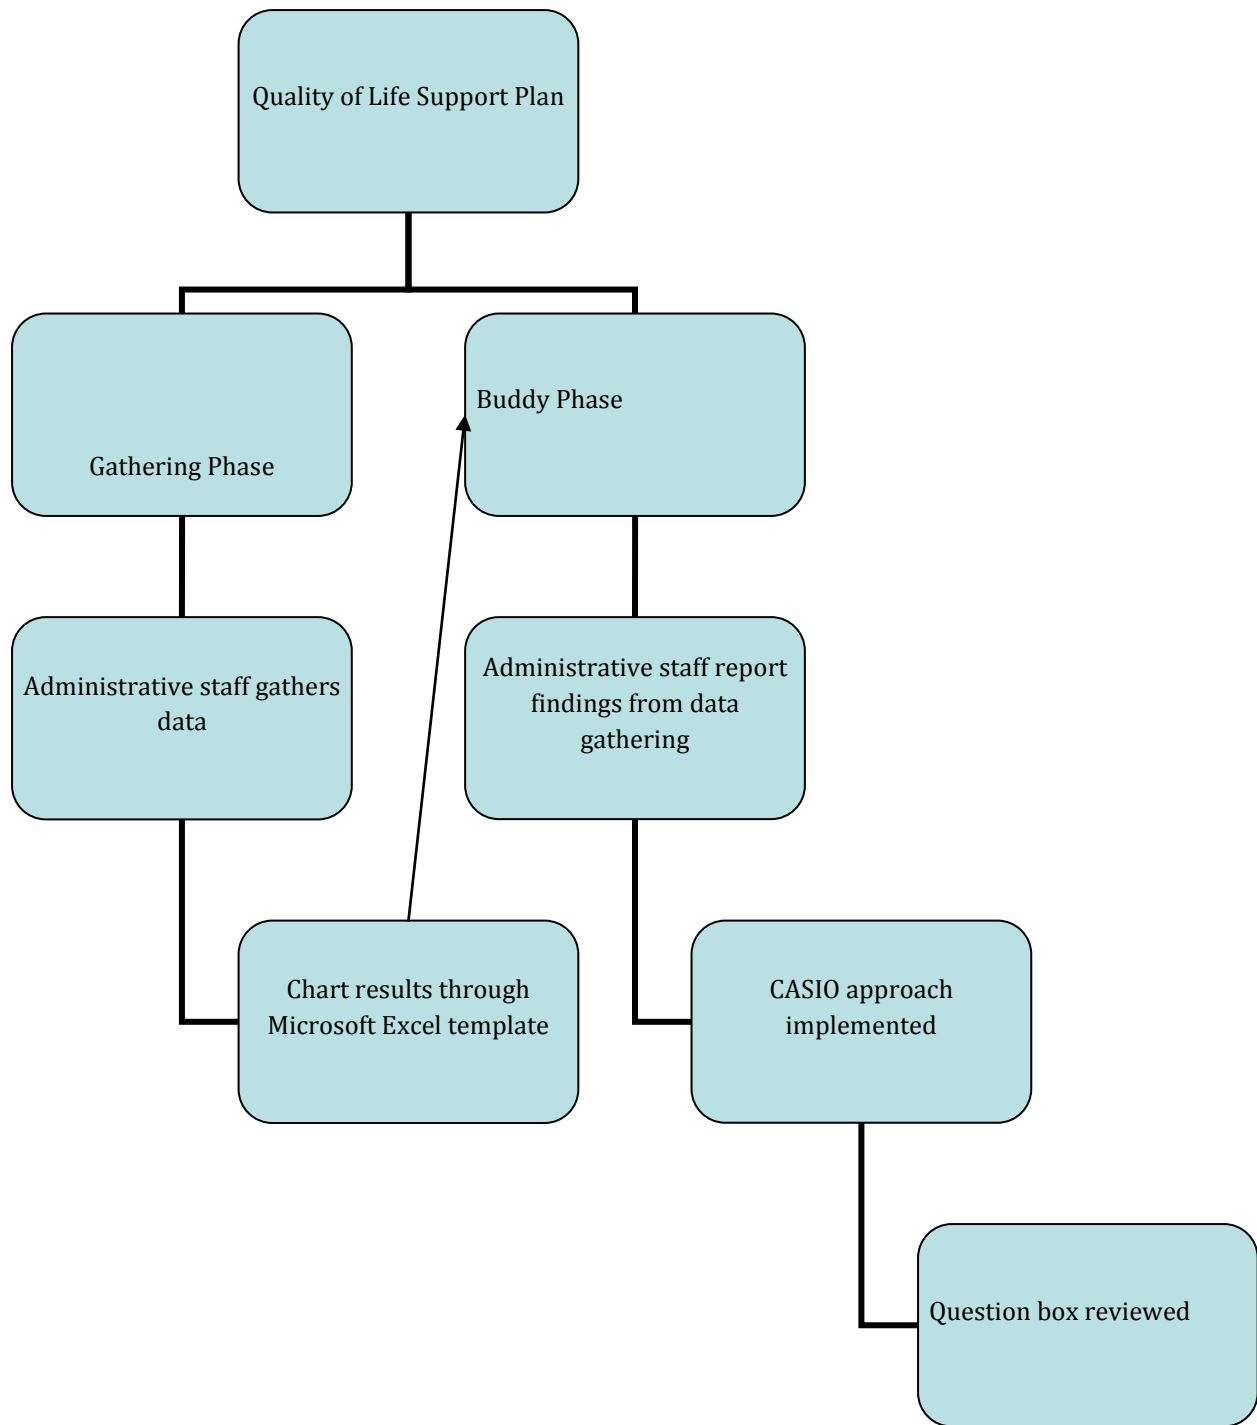 Quality of Life Support Plan
Gathering Phase
Buddy Phase
Administrative staff gathers
data
Administrative staff report
findings from data
gathering
Chart results through
Microsoft Excel template
CASIO approach
implemented
Question box reviewed